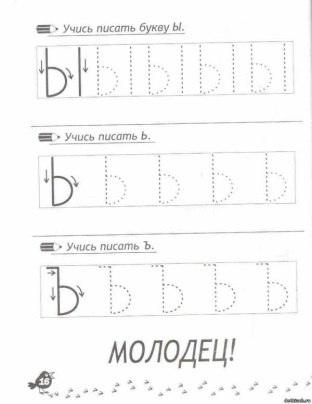 Учись писать букву Ы.
Ы Ы Ы Ы Ы
Учись писать Ь.
Ь Ь Ь Ь Ь
Учись писать Ъ.
Ъ Ъ Ъ Ъ Ъ
МОЛОДЕЦ!
16